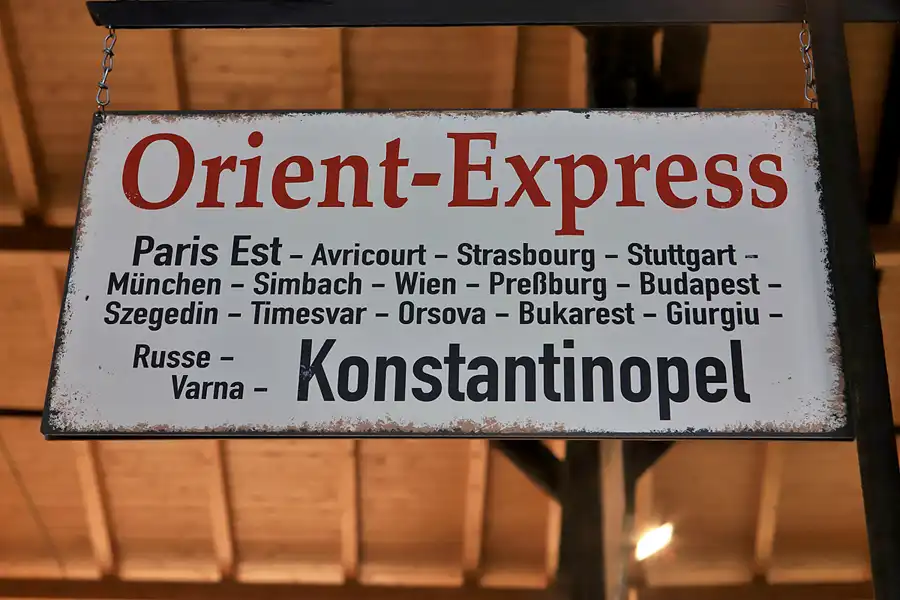 Orient-Express
Paris Est – Avricourt – Strasbourg – Stuttgart –
München – Simbach – Wien – Preßburg – Budapest –
Szegedin – Timesvar – Orsova – Bukarest – Giurgiu –
Russe –
Varna – Konstantinopel